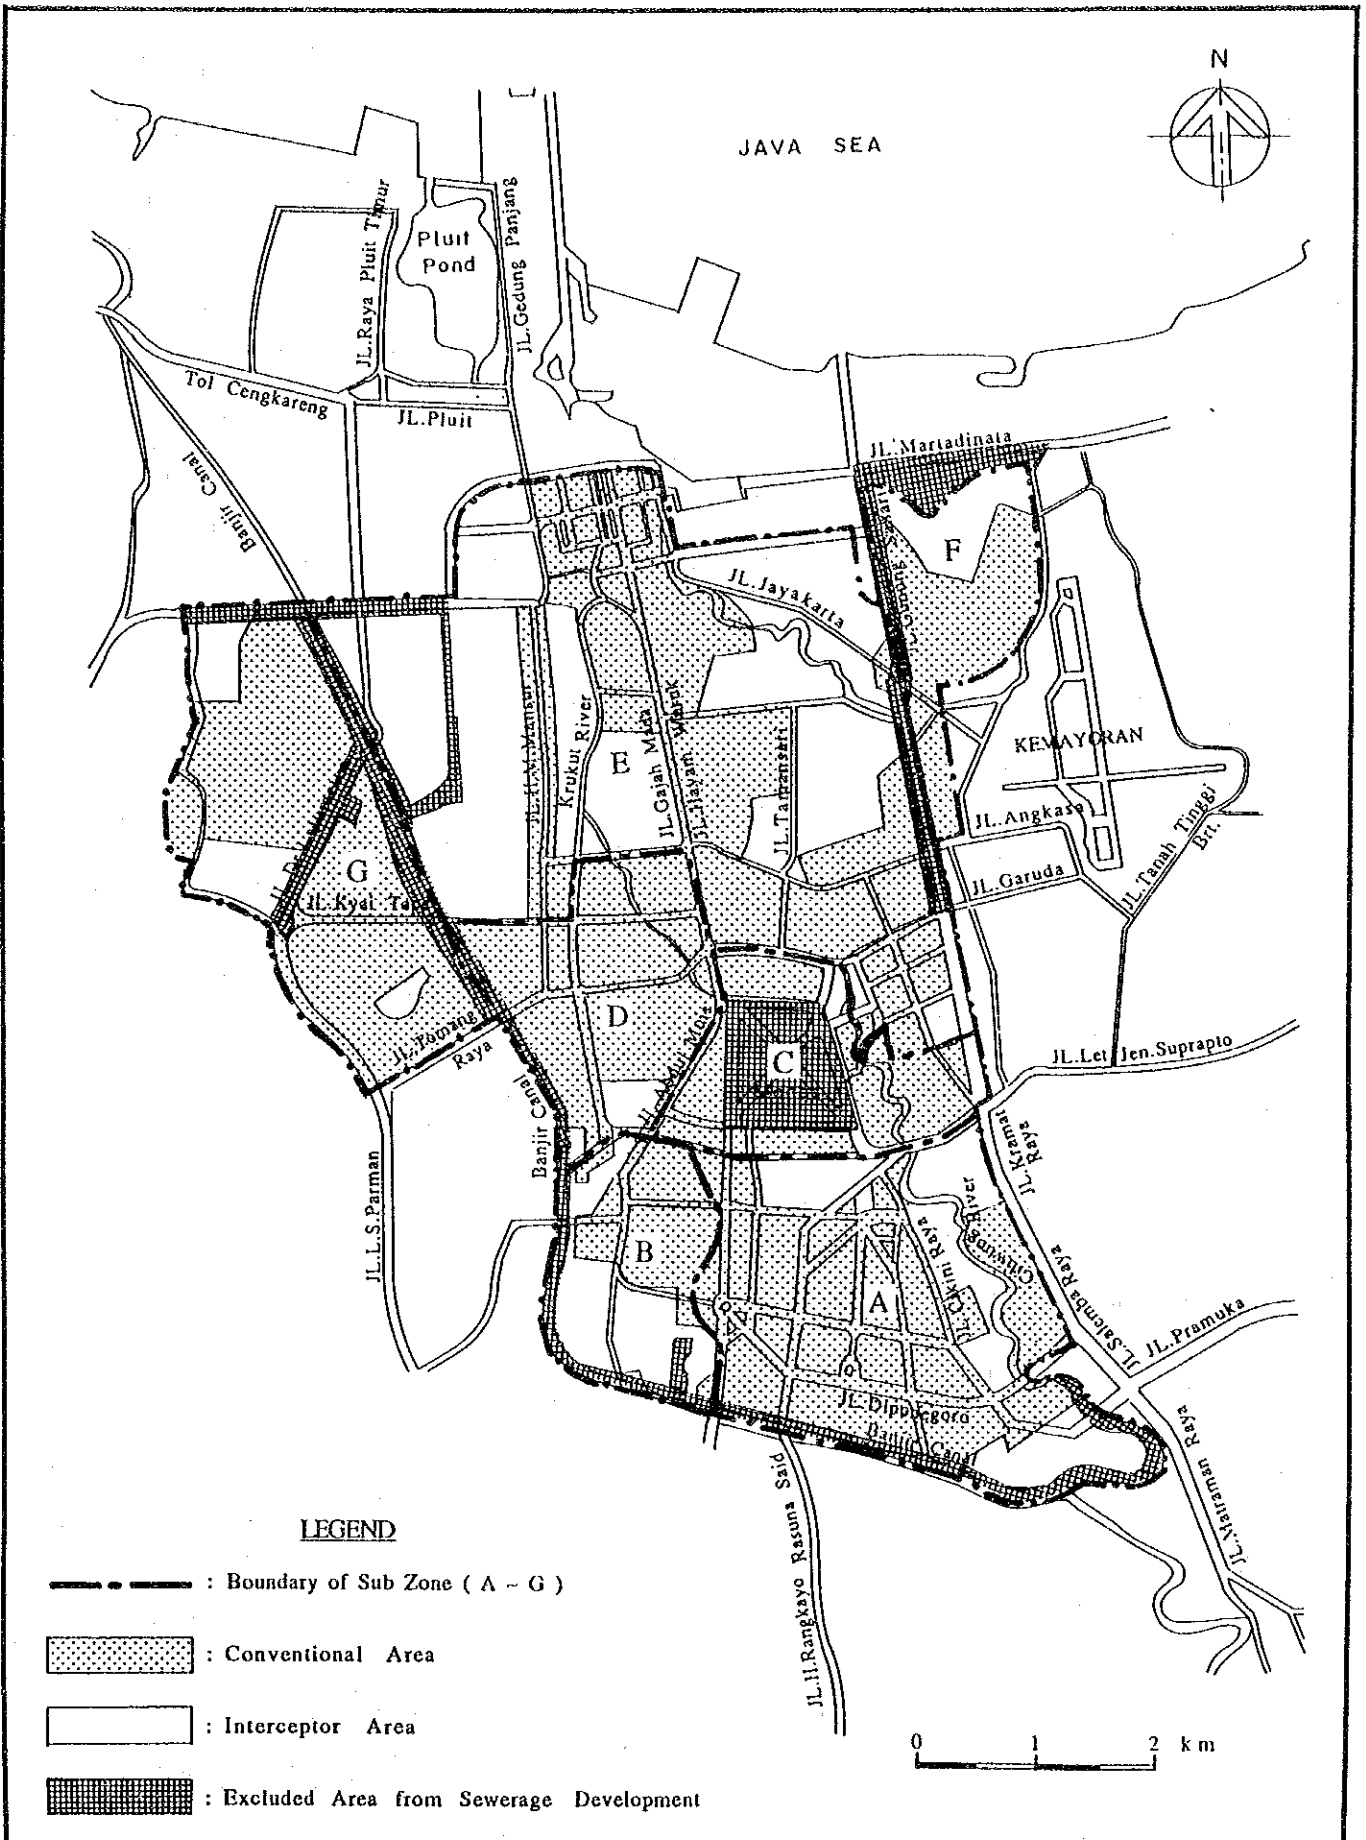 N
JAVA SEA
JL.Raya Pluit Timur
Pluit
Pond
JL.Gedung Panjang
Tol Cengkareng
JL.Pluit
Banjir Canal
JL.Martadinata
F
JL.Jayakarta
JL.H.M.Mansur
Krukut River
E
JL.Gajah Mada
JL.Hayam Wuruk
JL.Tamansari
KEMAYORAN
JL.Angkasa
JL.Garuda
JL.Tanah Tinggi
Brt.
G
JL.Kyai Ta
D
JL.Tomang
Raya
JL.Abdul Muis
C
JL.Let Jen.Suprapto
Banjir Canal
JL.Kramat
Raya
JL.L.S.Parman
B
A
JL.Cikini Raya
Ciliwung River
JL.Salemba Raya
JL.Pramuka
JL.Diponegoro
Banjir Canal
JL.Matraman Raya
JL.H.Rangkayo Rasuna Said
LEGEND
: Boundary of Sub Zone ( A ~ G )
: Conventional Area
: Interceptor Area
: Excluded Area from Sewerage Development
0 1 2 km